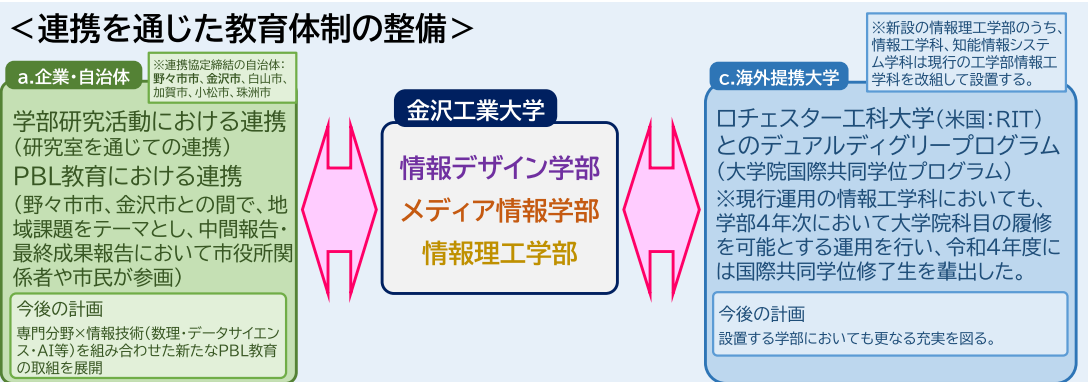 ＜連携を通じた教育体制の整備＞
a.企業・自治体
※連携協定締結の自治体：
野々市市、金沢市、白山市、
加賀市、小松市、珠洲市
学部研究活動における連携
（研究室を通じての連携）
PBL教育における連携
（野々市市、金沢市との間で、地
域課題をテーマとし、中間報告・
最終成果報告において市役所関
係者や市民が参画）
今後の計画
専門分野×情報技術（数理・データサイエン
ス・AI等）を組み合わせた新たなPBL教育
の取組を展開
金沢工業大学
情報デザイン学部
メディア情報学部
情報理工学部
※新設の情報理工学部のうち、
情報工学科、知能情報システ
ム学科は現行の工学部情報工
学科を改組して設置する。
c.海外提携大学
ロチェスター工科大学（米国：RIT）
とのデュアルディグリープログラム
（大学院国際共同学位プログラム）
※現行運用の情報工学科においても、
学部4年次において大学院科目の履修
を可能とする運用を行い、令和4年度に
は国際共同学位修了生を輩出した。
今後の計画
設置する学部においても更なる充実を図る。